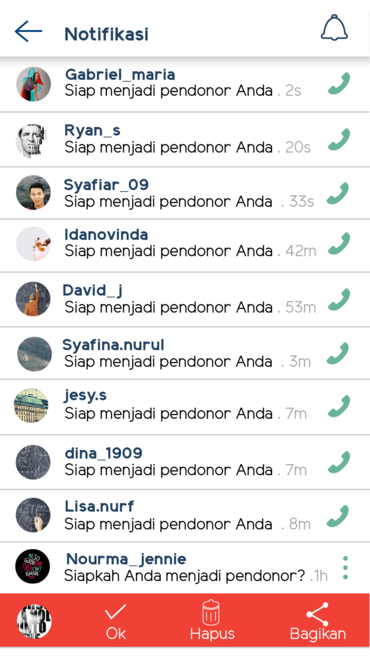 Notifikasi
Gabriel_maria
Siap menjadi pendonor Anda . 2s
Ryan_s
Siap menjadi pendonor Anda . 20s
Syafiar_09
Siap menjadi pendonor Anda . 33s
Idanovinda
Siap menjadi pendonor Anda . 42m
David_j
Siap menjadi pendonor Anda . 53m
Syafina.nurul
Siap menjadi pendonor Anda . 3m
jesy.s
Siap menjadi pendonor Anda . 7m
dina_1909
Siap menjadi pendonor Anda . 7m
Lisa.nurf
Siap menjadi pendonor Anda . 8m
Nourma_jennie
Siapkah Anda menjadi pendonor? .1h
Ok Hapus Bagikan